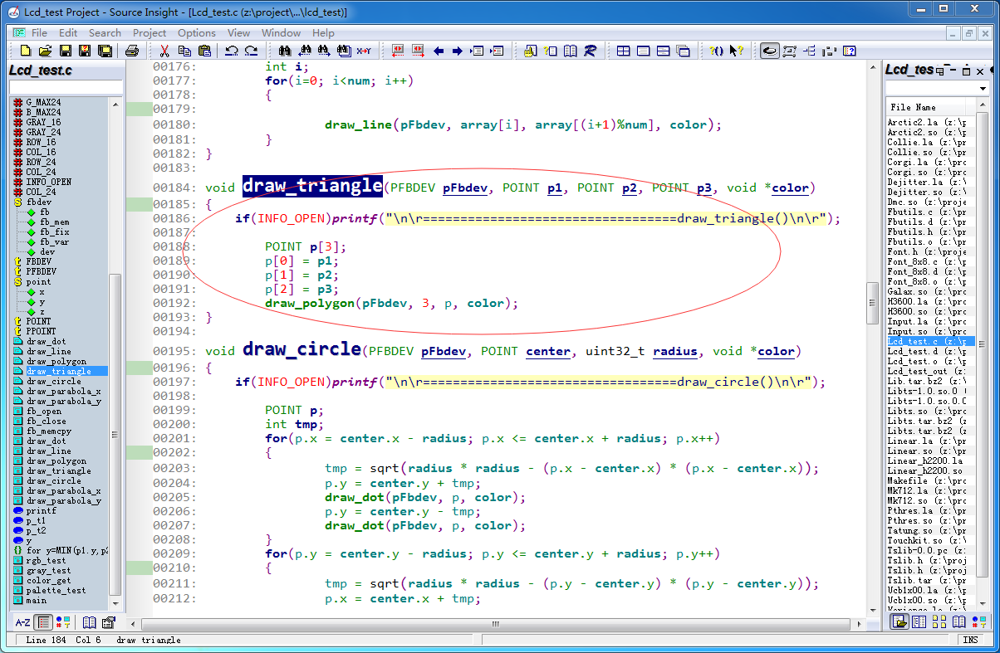 Lcd_test Project - Source Insight - [Lcd_test.c (z:\project\...\lcd_test)]
File Edit Search Project Options View Window Help
Lcd_test.c
G_MAX24
B_MAX24
GRAY_16
GRAY_24
ROW_16
COL_16
ROW_24
COL_24
INFO_OPEN
COL_24
fbdev
fb
fb_mem
fb_fix
fb_var
dev
FBDEV
PFBDEV
point
x
y
z
POINT
PPOINT
draw_dot
draw_line
draw_polygon
draw_triangle
draw_circle
draw_parabola_x
draw_parabola_y
fb_open
fb_close
fb_memcpy
draw_dot
draw_line
draw_polygon
draw_triangle
draw_circle
draw_parabola_x
draw_parabola_y
printf
p_t1
p_t2
y
for y=MIN(p1.y,p2
rgb_test
gray_test
color_get
palette_test
main
A-Z
00176: int i;
00177: for(i=0; i<num; i++)
00178: {
00179:
00180: draw_line(pFbdev, array[i], array[(i+1)%num], color);
00181: }
00182: }
00183:
00184: void draw_triangle(PFBDEV pFbdev, POINT p1, POINT p2, POINT p3, void *color)
00185: {
00186: if(INFO_OPEN)printf("\n\r==================================draw_triangle()\n\r");
00187:
00188: POINT p[3];
00189: p[0] = p1;
00190: p[1] = p2;
00191: p[2] = p3;
00192: draw_polygon(pFbdev, 3, p, color);
00193: }
00194:
00195: void draw_circle(PFBDEV pFbdev, POINT center, uint32_t radius, void *color)
00196: {
00197: if(INFO_OPEN)printf("\n\r==================================draw_circle()\n\r");
00198:
00199: POINT p;
00200: int tmp;
00201: for(p.x = center.x - radius; p.x <= center.x + radius; p.x++)
00202: {
00203: tmp = sqrt(radius * radius - (p.x - center.x) * (p.x - center.x));
00204: p.y = center.y + tmp;
00205: draw_dot(pFbdev, p, color);
00206: p.y = center.y - tmp;
00207: draw_dot(pFbdev, p, color);
00208: }
00209: for(p.y = center.y - radius; p.y <= center.y + radius; p.y++)
00210: {
00211: tmp = sqrt(radius * radius - (p.y - center.y) * (p.y - center.y));
00212: p.x = center.x + tmp;
Lcd_tes
File Name
Arctic2.la (z:\p
Arctic2.so (z:\p
Collie.la (z:\pr
Collie.so (z:\pr
Corgi.la (z:\prc
Corgi.so (z:\prc
Dejitter.la (z:\
Dejitter.so (z:\
Dmc.so (z:\proje
Fbutils.c (z:\pr
Fbutils.d (z:\pr
Fbutils.h (z:\pr
Fbutils.o (z:\pr
Font.h (z:\proje
Font_8x8.c (z:\p
Font_8x8.d (z:\p
Font_8x8.o (z:\p
Galax.so (z:\prc
H3600.la (z:\prc
H3600.so (z:\prc
Input.la (z:\prc
Input.so (z:\prc
Lcd_test.c (z:\p
Lcd_test.d (z:\p
Lcd_test.o (z:\p
Lcd_test_out (z:
Lib.tar.bz2 (z:\
Libts-1.0.so.0 (
Libts-1.0.so.0.0
Libts.so (z:\pro
Libts.tar.bz2 (z
Libts.tar.bz2 (z
Linear.la (z:\pr
Linear.so (z:\pr
Linear_h2200.la
Linear_h2200.so
Makefile (z:\prc
Mk712.la (z:\prc
Mk712.so (z:\prc
Pthres.la (z:\pr
Pthres.so (z:\pr
Tatung.so (z:\pr
Touchkit.so (z:\
Tslib-0.0.pc (z:
Tslib.h (z:\proj
Tslib.h (z:\proj
Tslib.tar (z:\pr
Ucb1x00.la (z:\p
Ucb1x00.so (z:\p
Line 184 Col 6 draw_triangle
INS